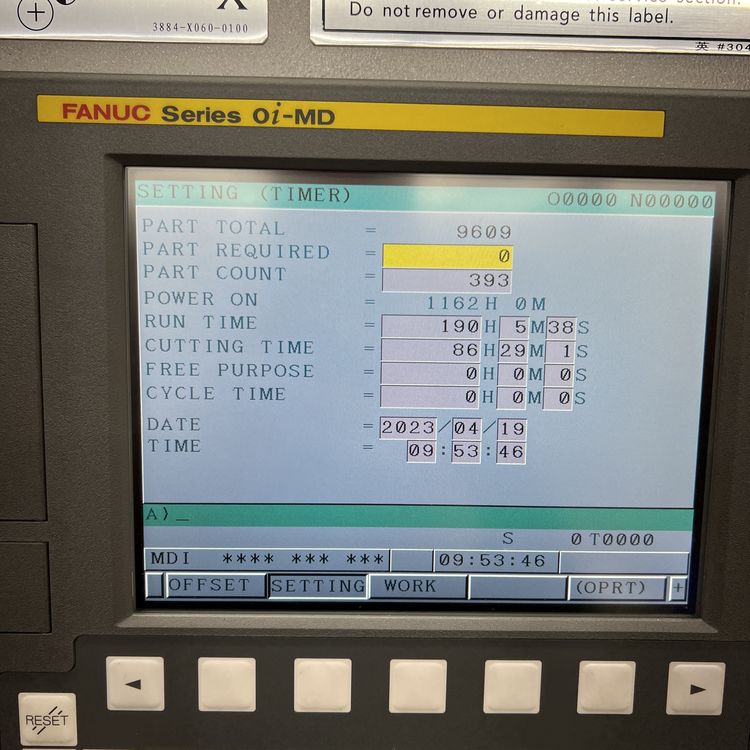 3884-X060-0100
Do not remove or damage this label.
英 #304
FANUC Series 0i-MD
SETTING (TIMER) O0000 N00000
PART TOTAL = 9609
PART REQUIRED = 0
PART COUNT = 393
POWER ON = 1162H 0M
RUN TIME = 190H 5M38S
CUTTING TIME = 86H29M 1S
FREE PURPOSE = 0H 0M 0S
CYCLE TIME = 0H 0M 0S
DATE = 2023/04/19
TIME = 09:53:46
A)_
S 0 T0000
MDI **** *** *** 09:53:46
OFFSET SETTING WORK (OPRT) +
RESET